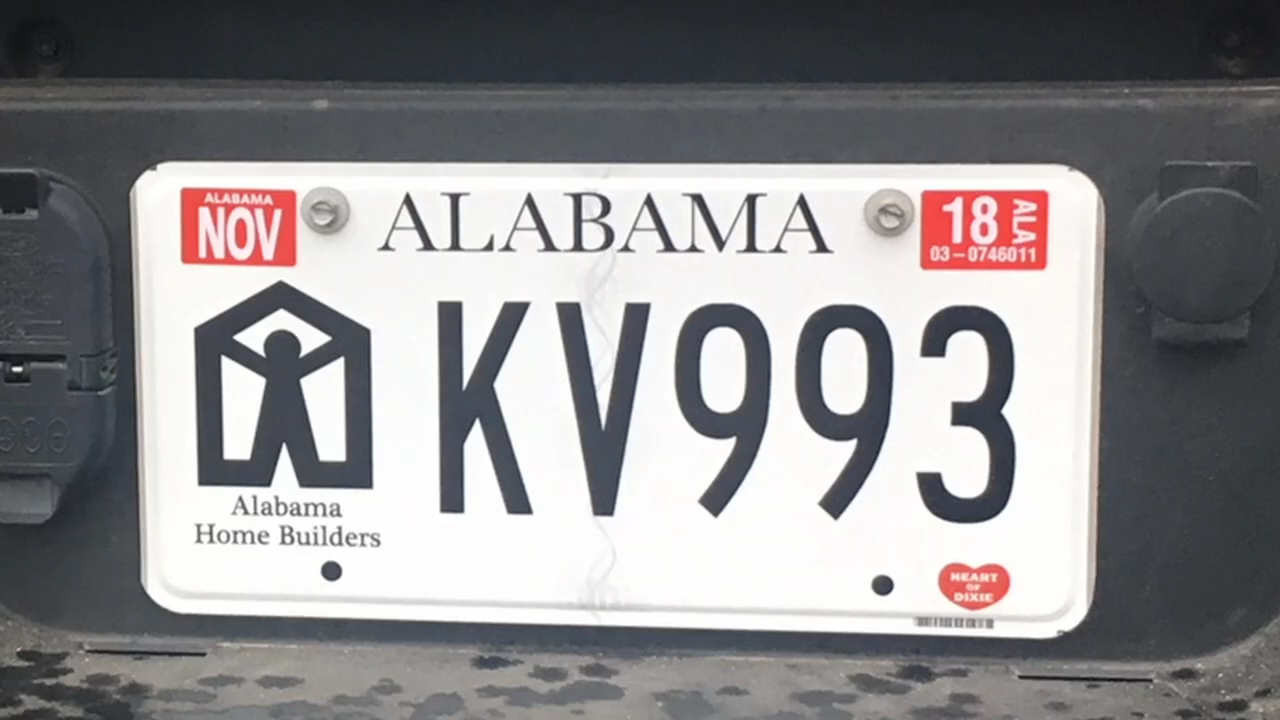 ALABAMA
NOV
ALABAMA
18 ALA
03-0746011
KV993
Alabama
Home Builders
HEART
OF
DIXIE